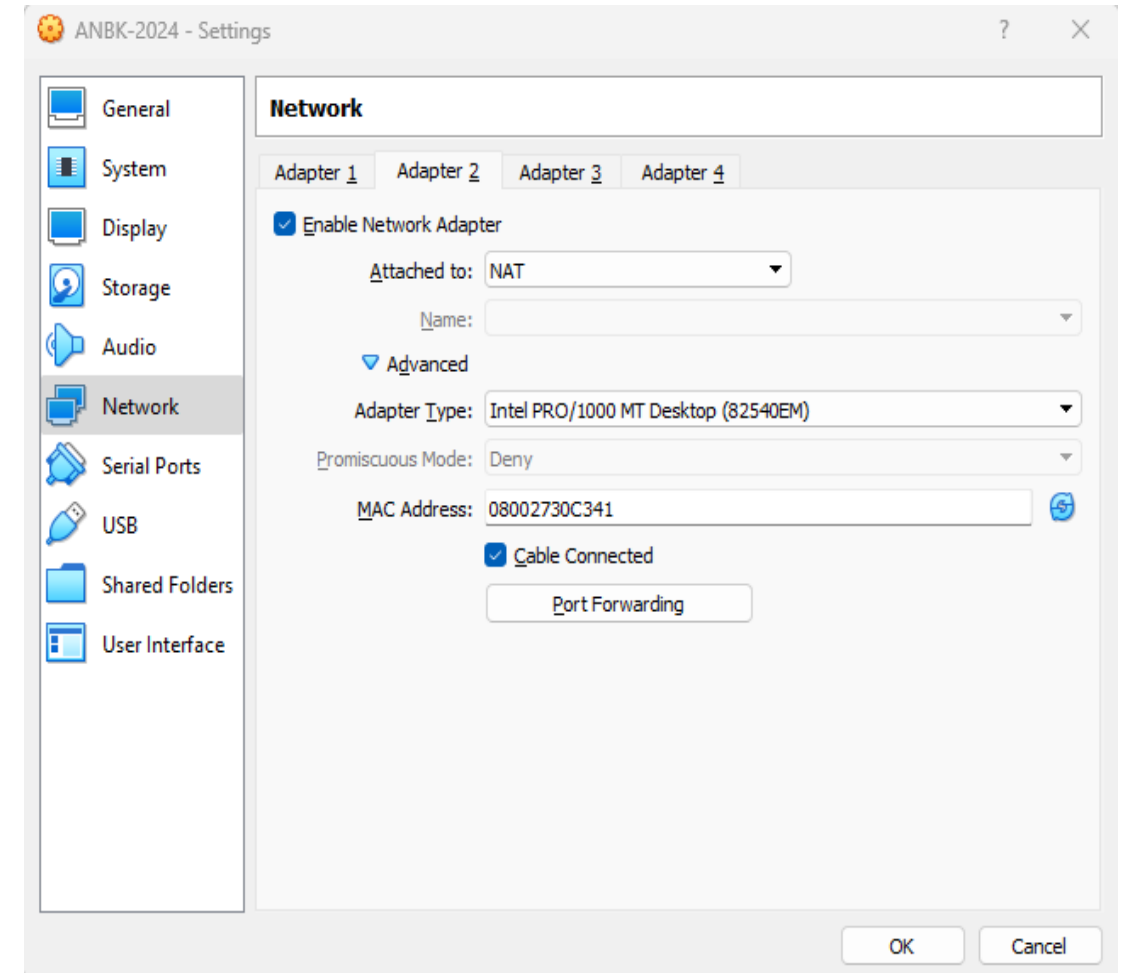 ANBK-2024 - Settings
?
General
System
Display
Storage
Audio
Network
Serial Ports
USB
Shared Folders
User Interface
Network
Adapter 1 Adapter 2 Adapter 3 Adapter 4
Enable Network Adapter
Attached to: NAT
Name:
Advanced
Adapter Type: Intel PRO/1000 MT Desktop (82540EM)
Promiscuous Mode: Deny
MAC Address: 08002730C341
Cable Connected
Port Forwarding
OK Cancel